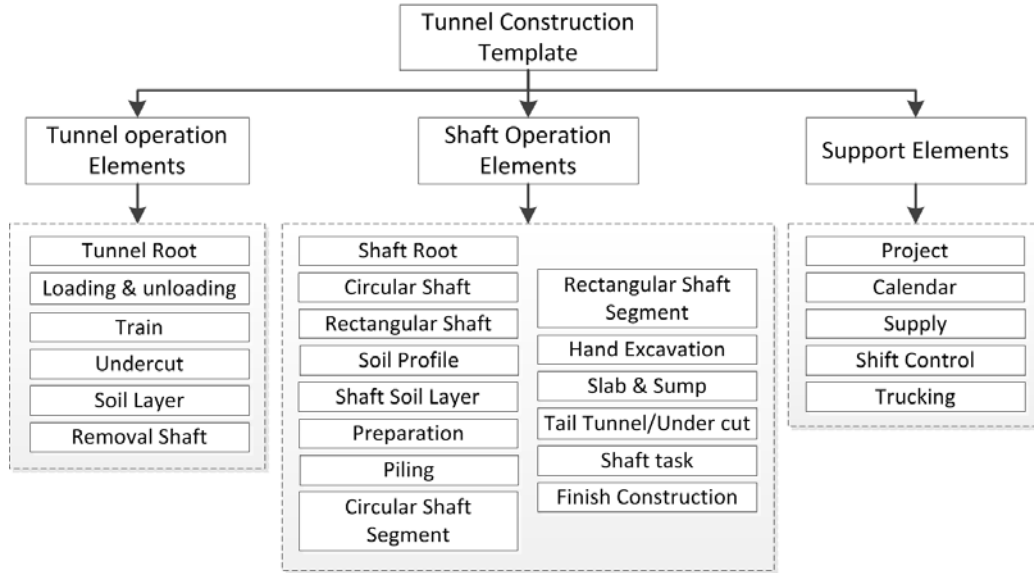 Tunnel Construction
Template
Tunnel operation
Elements
Shaft Operation
Elements
Support Elements
Tunnel Root
Loading & unloading
Train
Undercut
Soil Layer
Removal Shaft
Shaft Root
Circular Shaft
Rectangular Shaft
Soil Profile
Shaft Soil Layer
Preparation
Piling
Circular Shaft
Segment
Rectangular Shaft
Segment
Hand Excavation
Slab & Sump
Tail Tunnel/Under cut
Shaft task
Finish Construction
Project
Calendar
Supply
Shift Control
Trucking